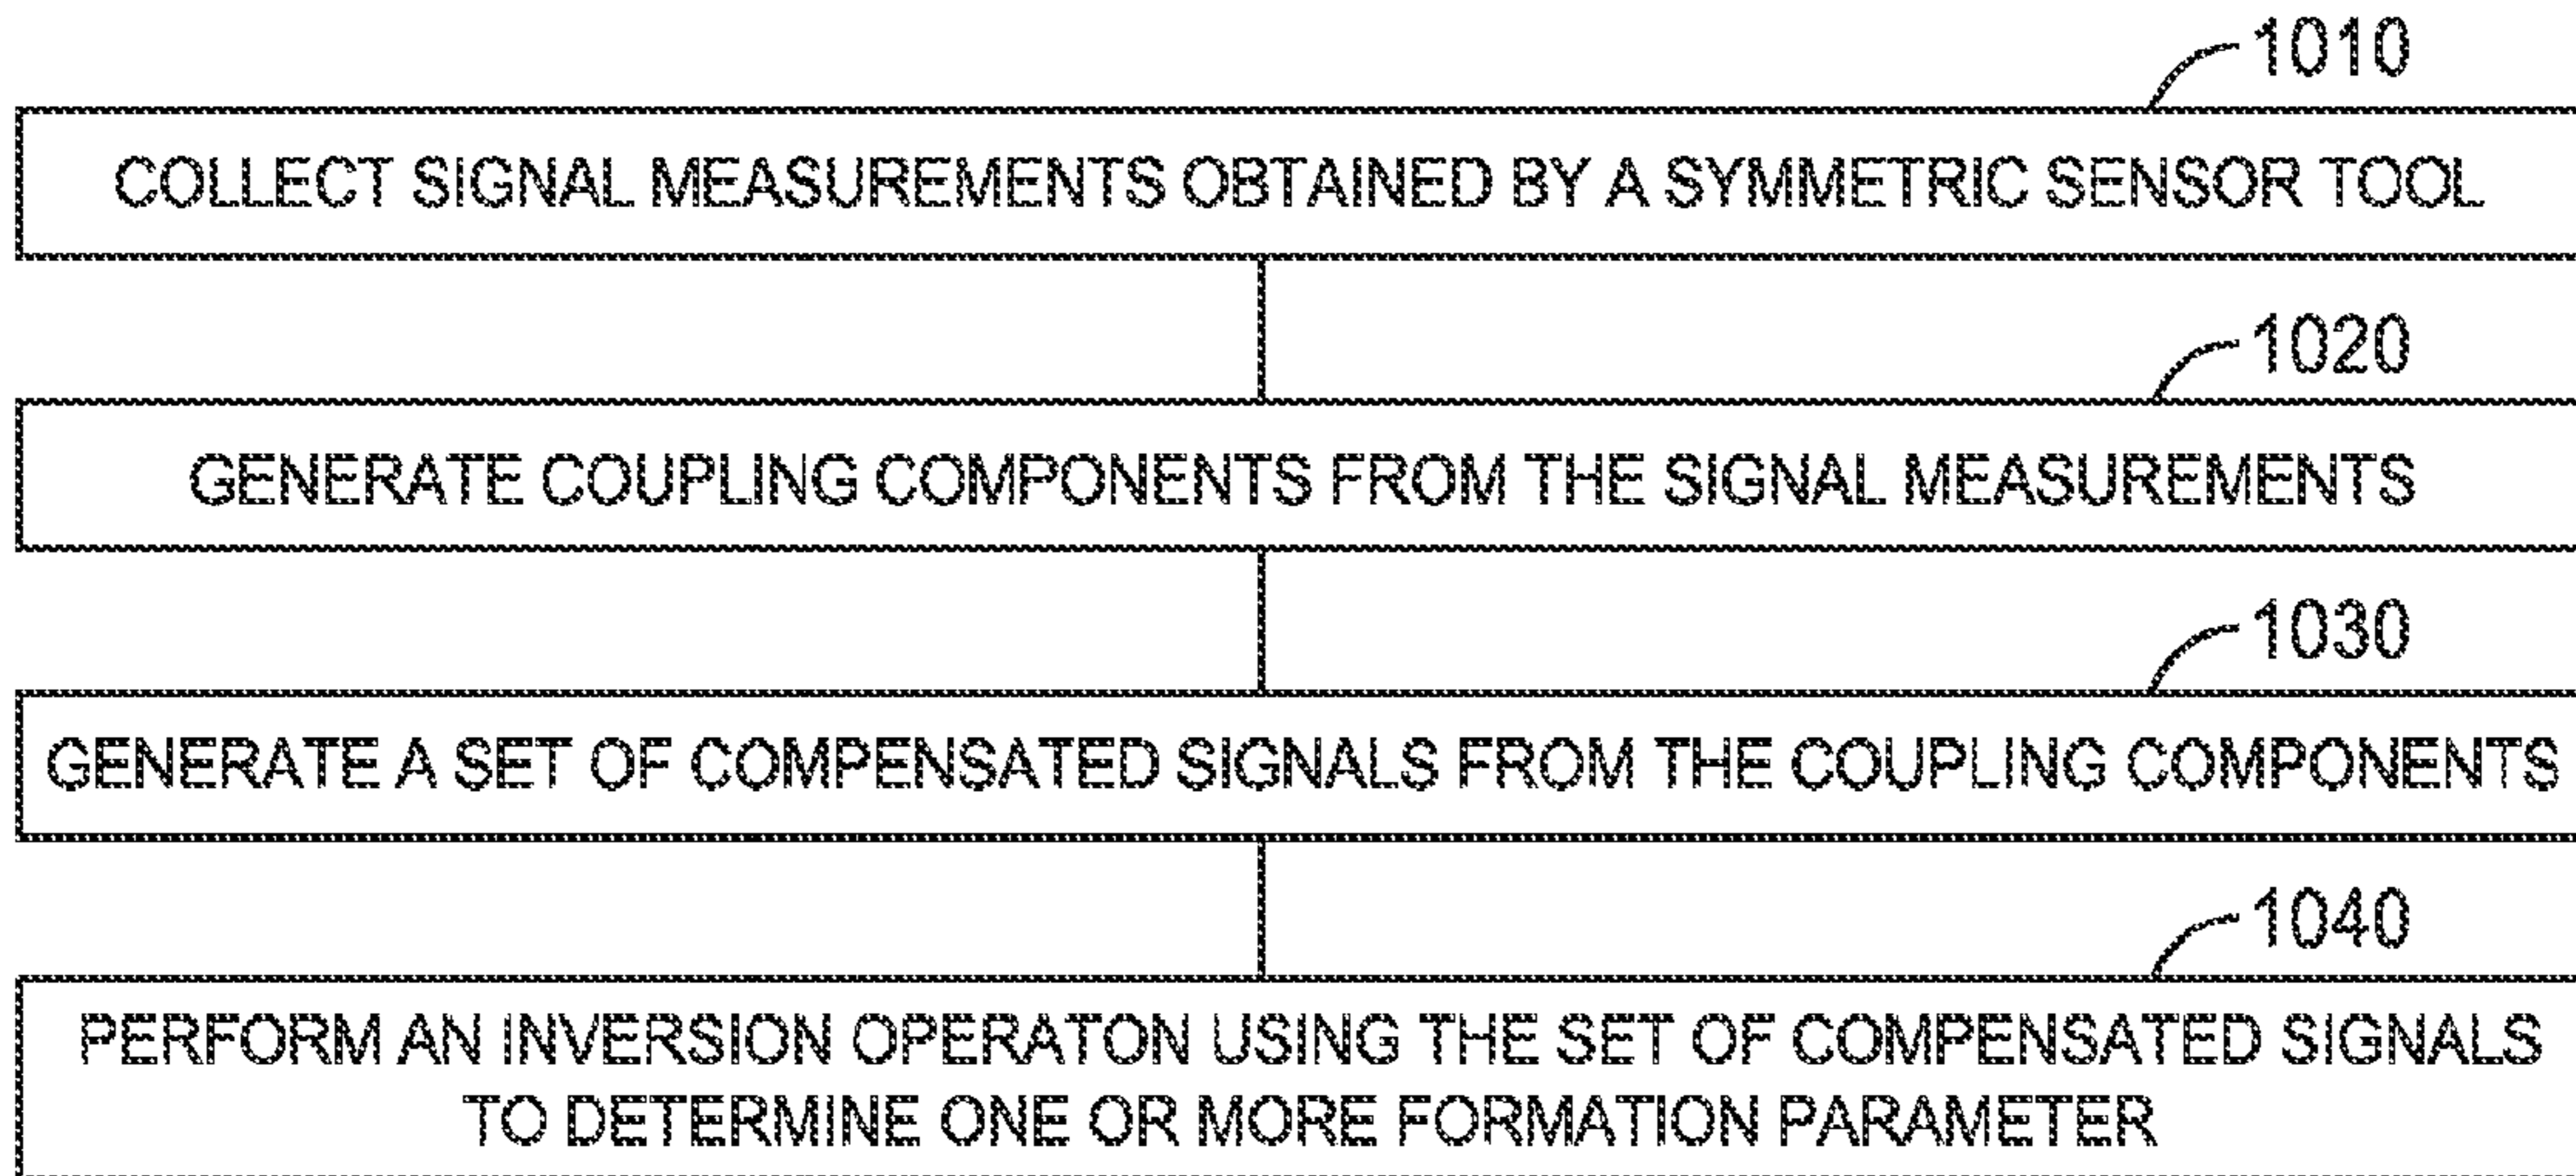 1010
COLLECT SIGNAL MEASUREMENTS OBTAINED BY A SYMMETRIC SENSOR TOOL
1020
GENERATE COUPLING COMPONENTS FROM THE SIGNAL MEASUREMENTS
1030
GENERATE A SET OF COMPENSATED SIGNALS FROM THE COUPLING COMPONENTS
1040
PERFORM AN INVERSION OPERATON USING THE SET OF COMPENSATED SIGNALS
TO DETERMINE ONE OR MORE FORMATION PARAMETER